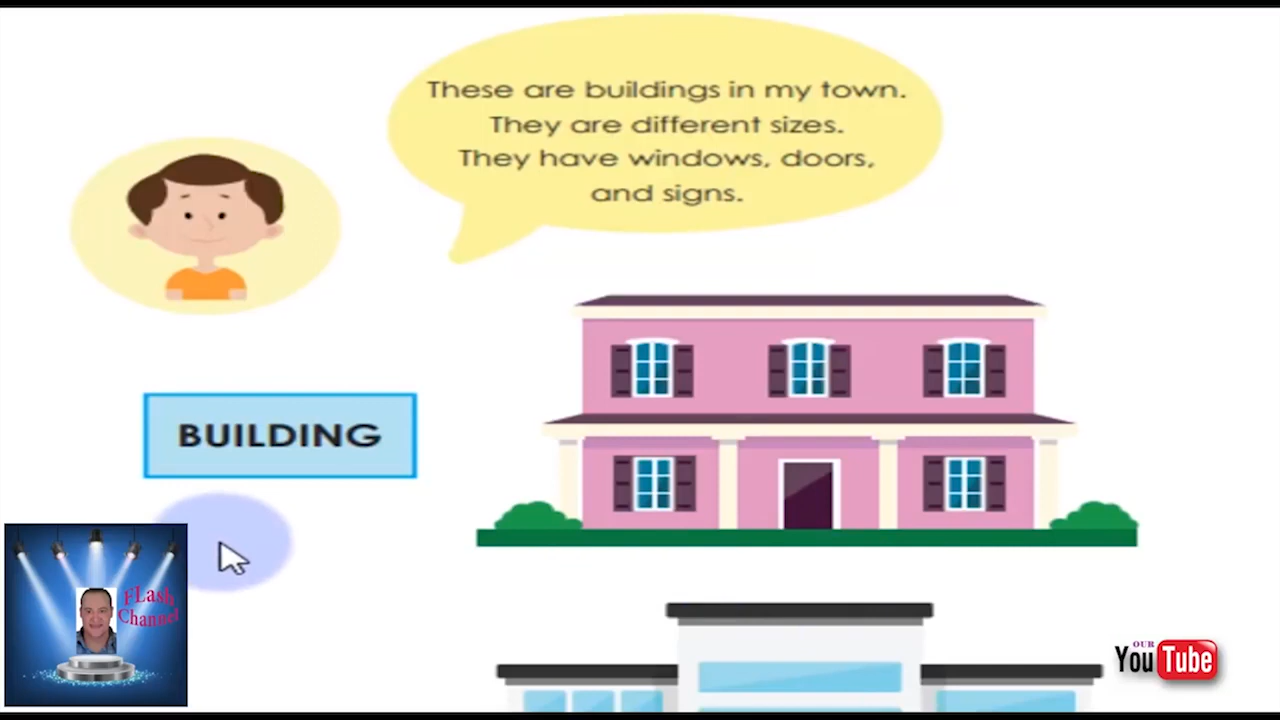 These are buildings in my town.
They are different sizes.
They have windows, doors,
and signs.
BUILDING
FLash
Channel
OUR
YouTube